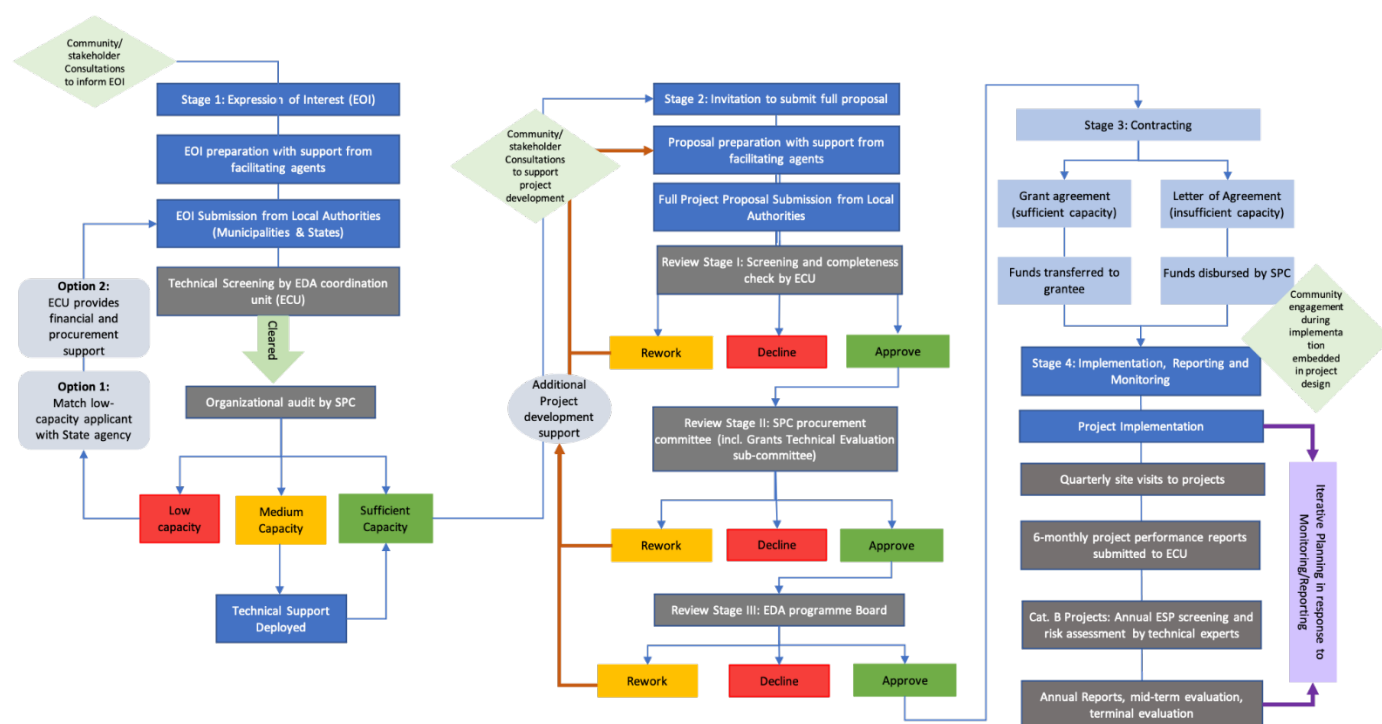 Community/
stakeholder
Consultations
to inform EOI
Stage 1: Expression of Interest (EOI)
EOI preparation with support from
facilitating agents
EOI Submission from Local Authorities
(Municipalities & States)
Technical Screening by EDA coordination
unit (ECU)
Cleared
Option 2:
ECU provides
financial and
procurement
support
Option 1:
Match low-
capacity applicant
with State agency
Organizational audit by SPC
Low
capacity
Medium
Capacity
Sufficient
Capacity
Technical Support
Deployed
Community/
stakeholder
Consultations
to support
project
development
Stage 2: Invitation to submit full proposal
Proposal preparation with support from
facilitating agents
Full Project Proposal Submission from Local
Authorities
Review Stage I: Screening and completeness
check by ECU
Rework
Decline
Approve
Additional
Project
development
support
Review Stage II: SPC procurement
committee (incl. Grants Technical Evaluation
sub-committee)
Rework
Decline
Approve
Review Stage III: EDA programme Board
Rework
Decline
Approve
Stage 3: Contracting
Grant agreement
(sufficient capacity)
Letter of Agreement
(insufficient capacity)
Funds transferred to
grantee
Funds disbursed by SPC
Community
engagement
during
implementa
tion
embedded
in project
design
Stage 4: Implementation, Reporting and
Monitoring
Project Implementation
Quarterly site visits to projects
6-monthly project performance reports
submitted to ECU
Cat. B Projects: Annual ESP screening and
risk assessment by technical experts
Annual Reports, mid-term evaluation,
terminal evaluation
Iterative Planning in response to
Monitoring/Reporting